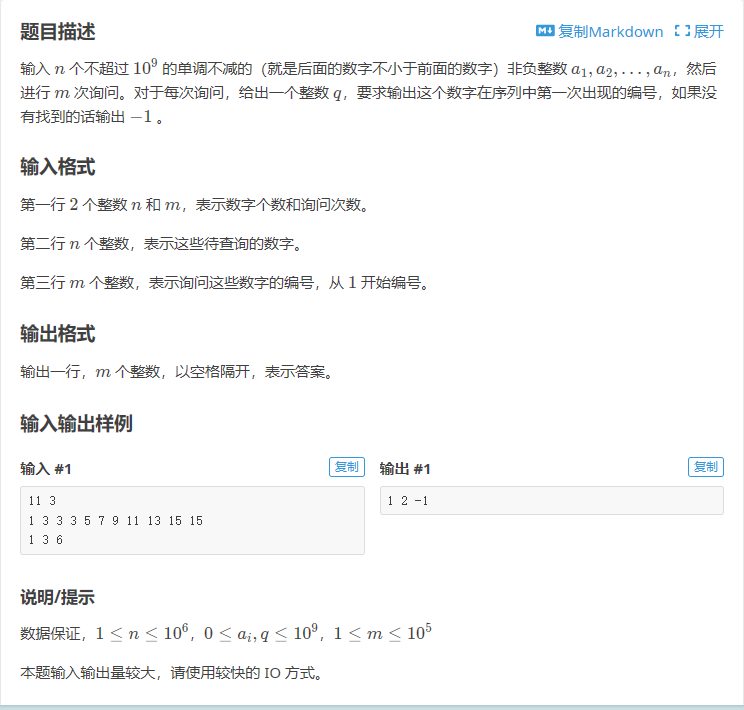 题目描述
复制Markdown 展开
输入 n 个不超过 10^9 的单调不减的（就是后面的数字不小于前面的数字）非负整数 a_1, a_2, …, a_n，然后
进行 m 次询问。对于每次询问，给出一个整数 q，要求输出这个数字在序列中第一次出现的编号，如果没
有找到的话输出 −1 。
输入格式
第一行 2 个整数 n 和 m，表示数字个数和询问次数。
第二行 n 个整数，表示这些待查询的数字。
第三行 m 个整数，表示询问这些数字的编号，从 1 开始编号。
输出格式
输出一行，m 个整数，以空格隔开，表示答案。
输入输出样例
输入 #1
复制
11 3
1 3 3 3 5 7 9 11 13 15 15
1 3 6
输出 #1
复制
1 2 -1
说明/提示
数据保证，1 ≤ n ≤ 10^6，0 ≤ a_i, q ≤ 10^9，1 ≤ m ≤ 10^5
本题输入输出量较大，请使用较快的 IO 方式。